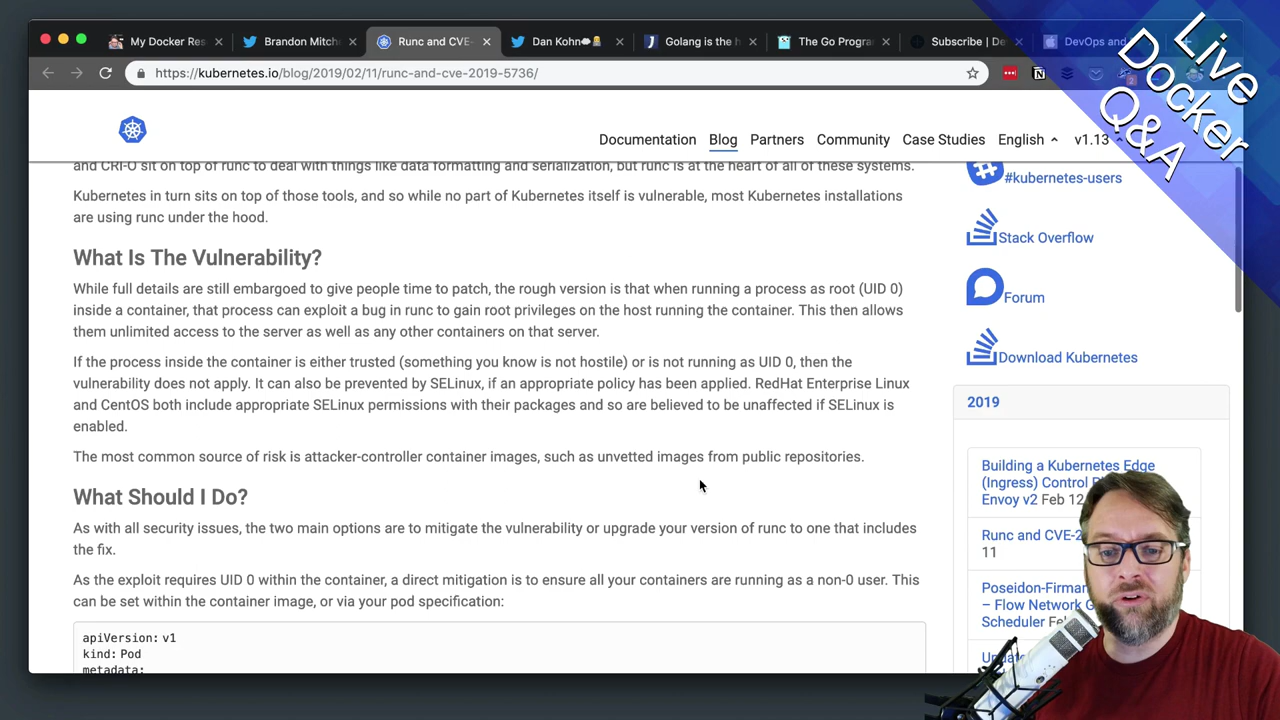 My Docker Res
Brandon Mitch
Runc and CVE-
Dan Kohn
Golang is the h
The Go Progra
Subscribe | De
DevOps and
https://kubernetes.io/blog/2019/02/11/runc-and-cve-2019-5736/
Live
Docker
Q&A
Documentation
Blog
Partners
Community
Case Studies
English
v1.13
and CRI-O sit on top of runc to deal with things like data formatting and serialization, but runc is at the heart of all of these systems.
Kubernetes in turn sits on top of those tools, and so while no part of Kubernetes itself is vulnerable, most Kubernetes installations
are using runc under the hood.
What Is The Vulnerability?
While full details are still embargoed to give people time to patch, the rough version is that when running a process as root (UID 0)
inside a container, that process can exploit a bug in runc to gain root privileges on the host running the container. This then allows
them unlimited access to the server as well as any other containers on that server.
If the process inside the container is either trusted (something you know is not hostile) or is not running as UID 0, then the
vulnerability does not apply. It can also be prevented by SELinux, if an appropriate policy has been applied. RedHat Enterprise Linux
and CentOS both include appropriate SELinux permissions with their packages and so are believed to be unaffected if SELinux is
enabled.
The most common source of risk is attacker-controller container images, such as unvetted images from public repositories.
What Should I Do?
As with all security issues, the two main options are to mitigate the vulnerability or upgrade your version of runc to one that includes
the fix.
As the exploit requires UID 0 within the container, a direct mitigation is to ensure all your containers are running as a non-0 user. This
can be set within the container image, or via your pod specification:
apiVersion: v1
kind: Pod
metadata:
#kubernetes-users
Stack Overflow
Forum
Download Kubernetes
2019
Building a Kubernetes Edge
(Ingress) Control
Envoy v2 Feb 12
Runc and CVE-2
11
Poseidon-Firmam
– Flow Network
Scheduler